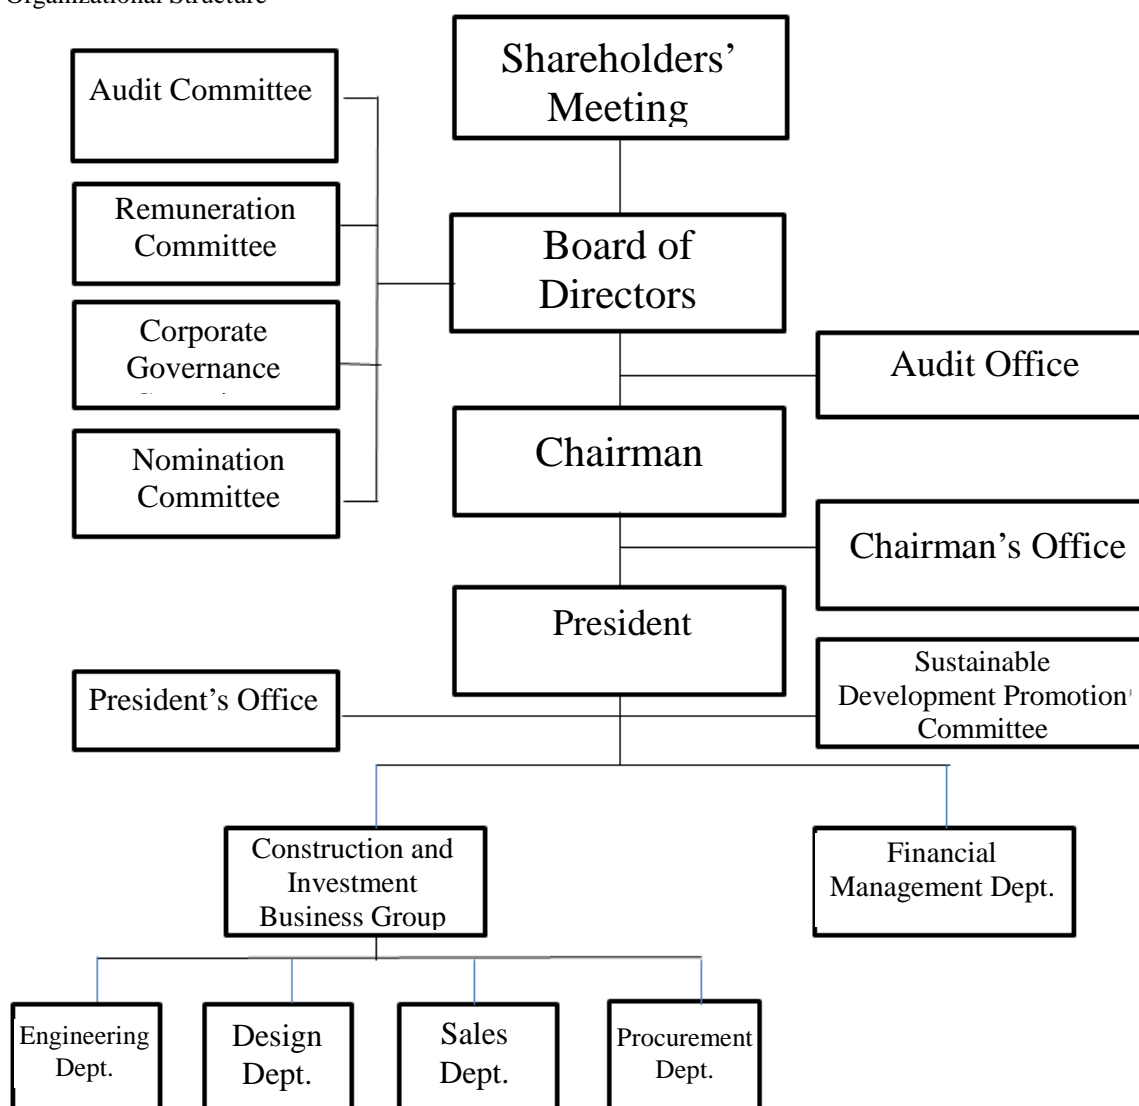 Organizational Structure
Shareholders’
Meeting
Audit Committee
Remuneration
Committee
Board of
Directors
Corporate
Governance
Audit Office
Chairman
Nomination
Committee
Chairman’s Office
President
President’s Office
Sustainable
Development Promotion
Committee
Construction and
Investment
Business Group
Financial
Management Dept.
Engineering
Dept.
Design
Dept.
Sales
Dept.
Procurement
Dept.